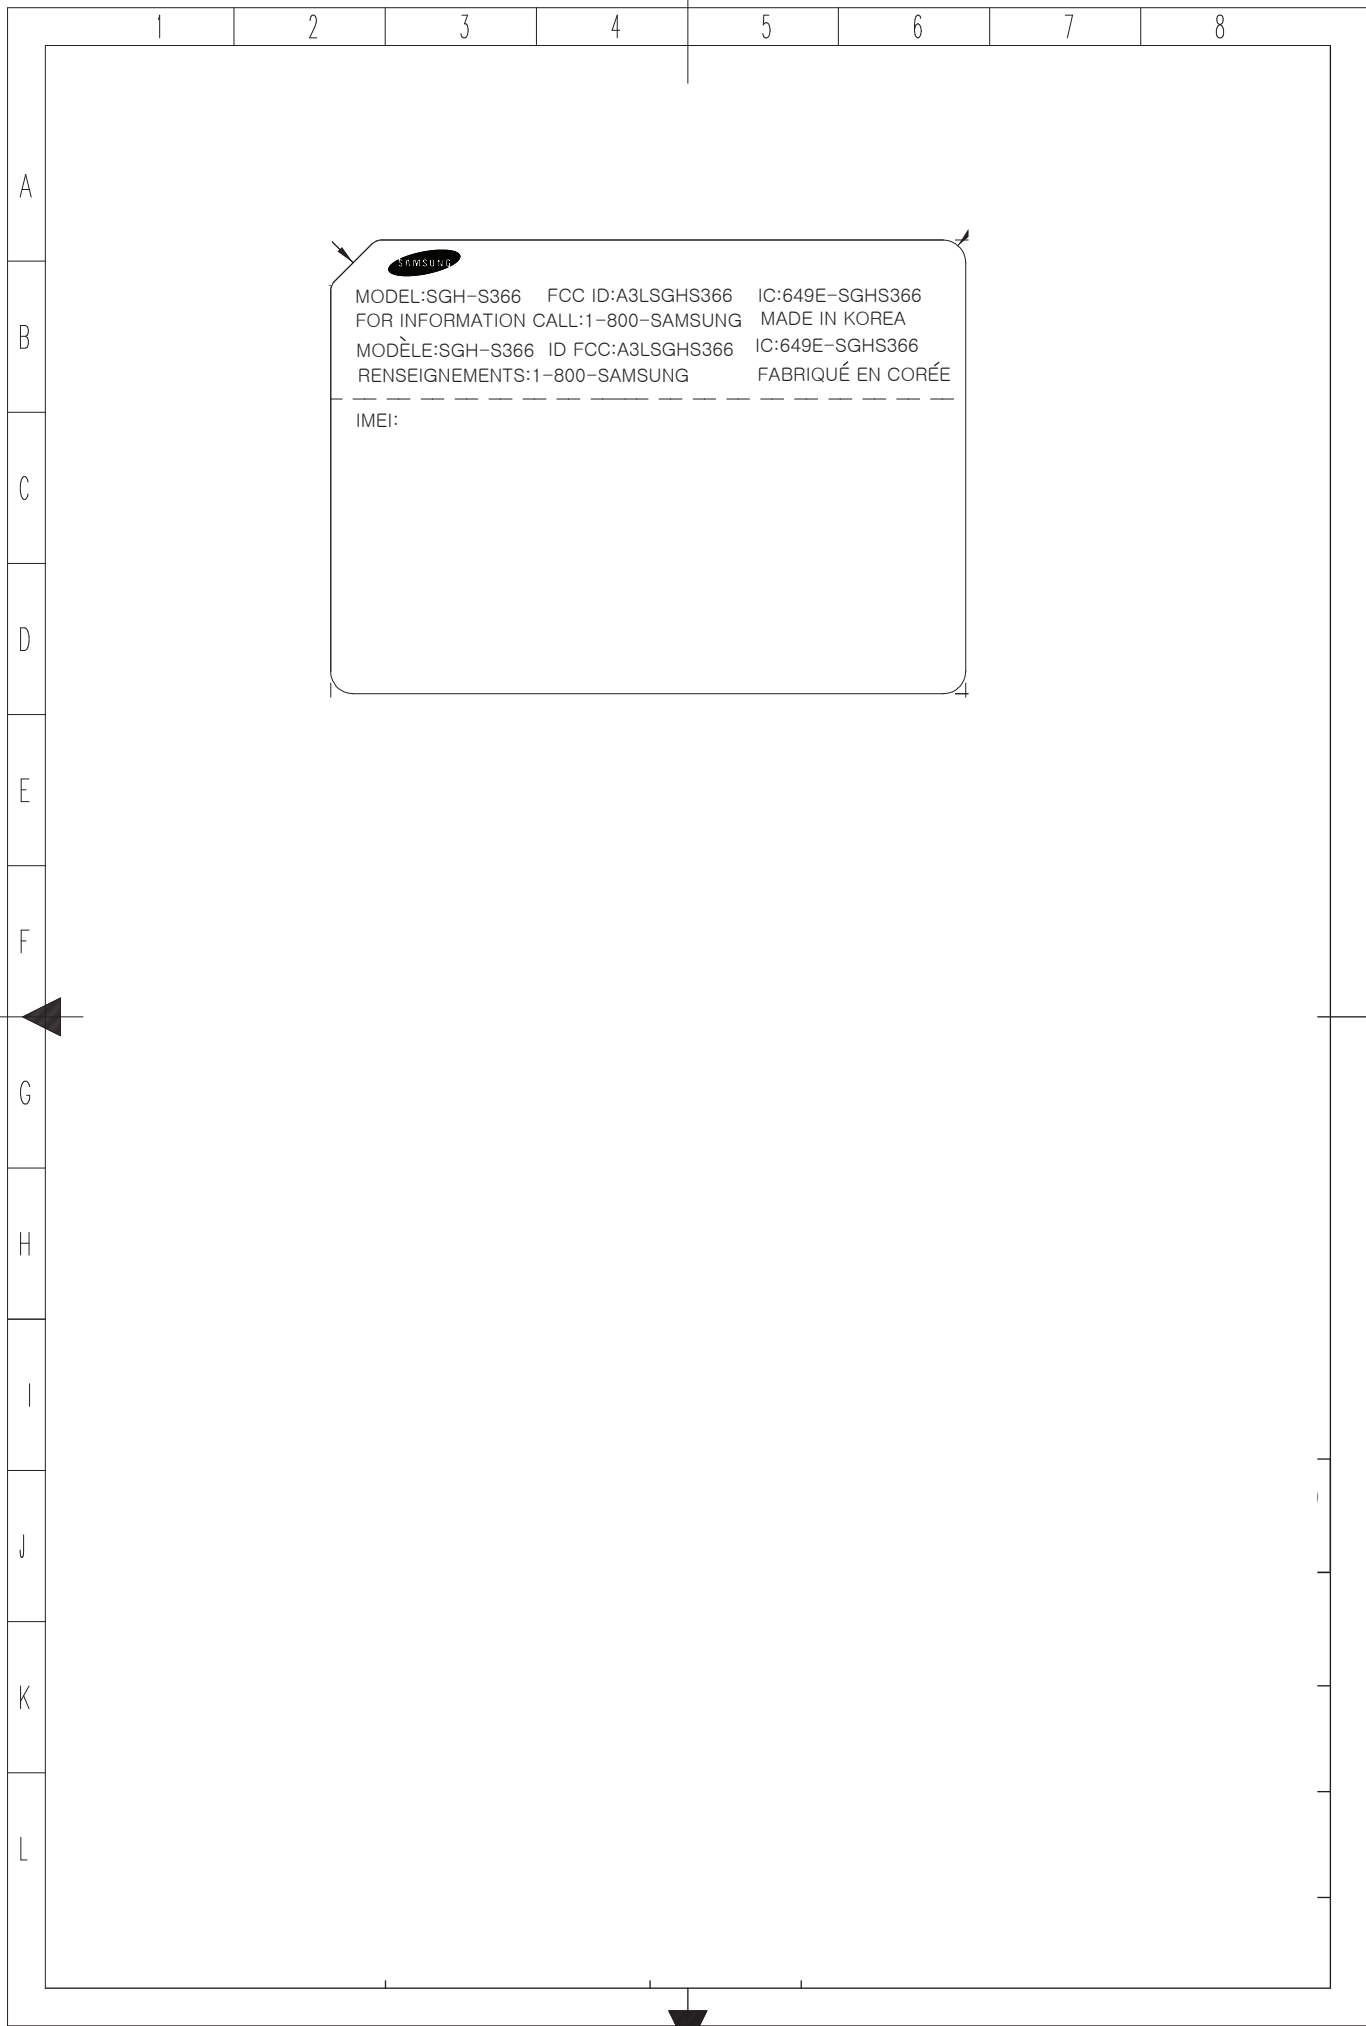 1 2 3 4 5 6 7 8
A
SAMSUNG
MODEL:SGH-S366 FCC ID:A3LSGHS366 IC:649E-SGHS366
B
FOR INFORMATION CALL:1-800-SAMSUNG MADE IN KOREA
MODÈLE:SGH-S366 ID FCC:A3LSGHS366 IC:649E-SGHS366
RENSEIGNEMENTS:1-800-SAMSUNG FABRIQUÉ EN CORÉE
IMEI:
C
D
E
F
G
H
I
J
K
L